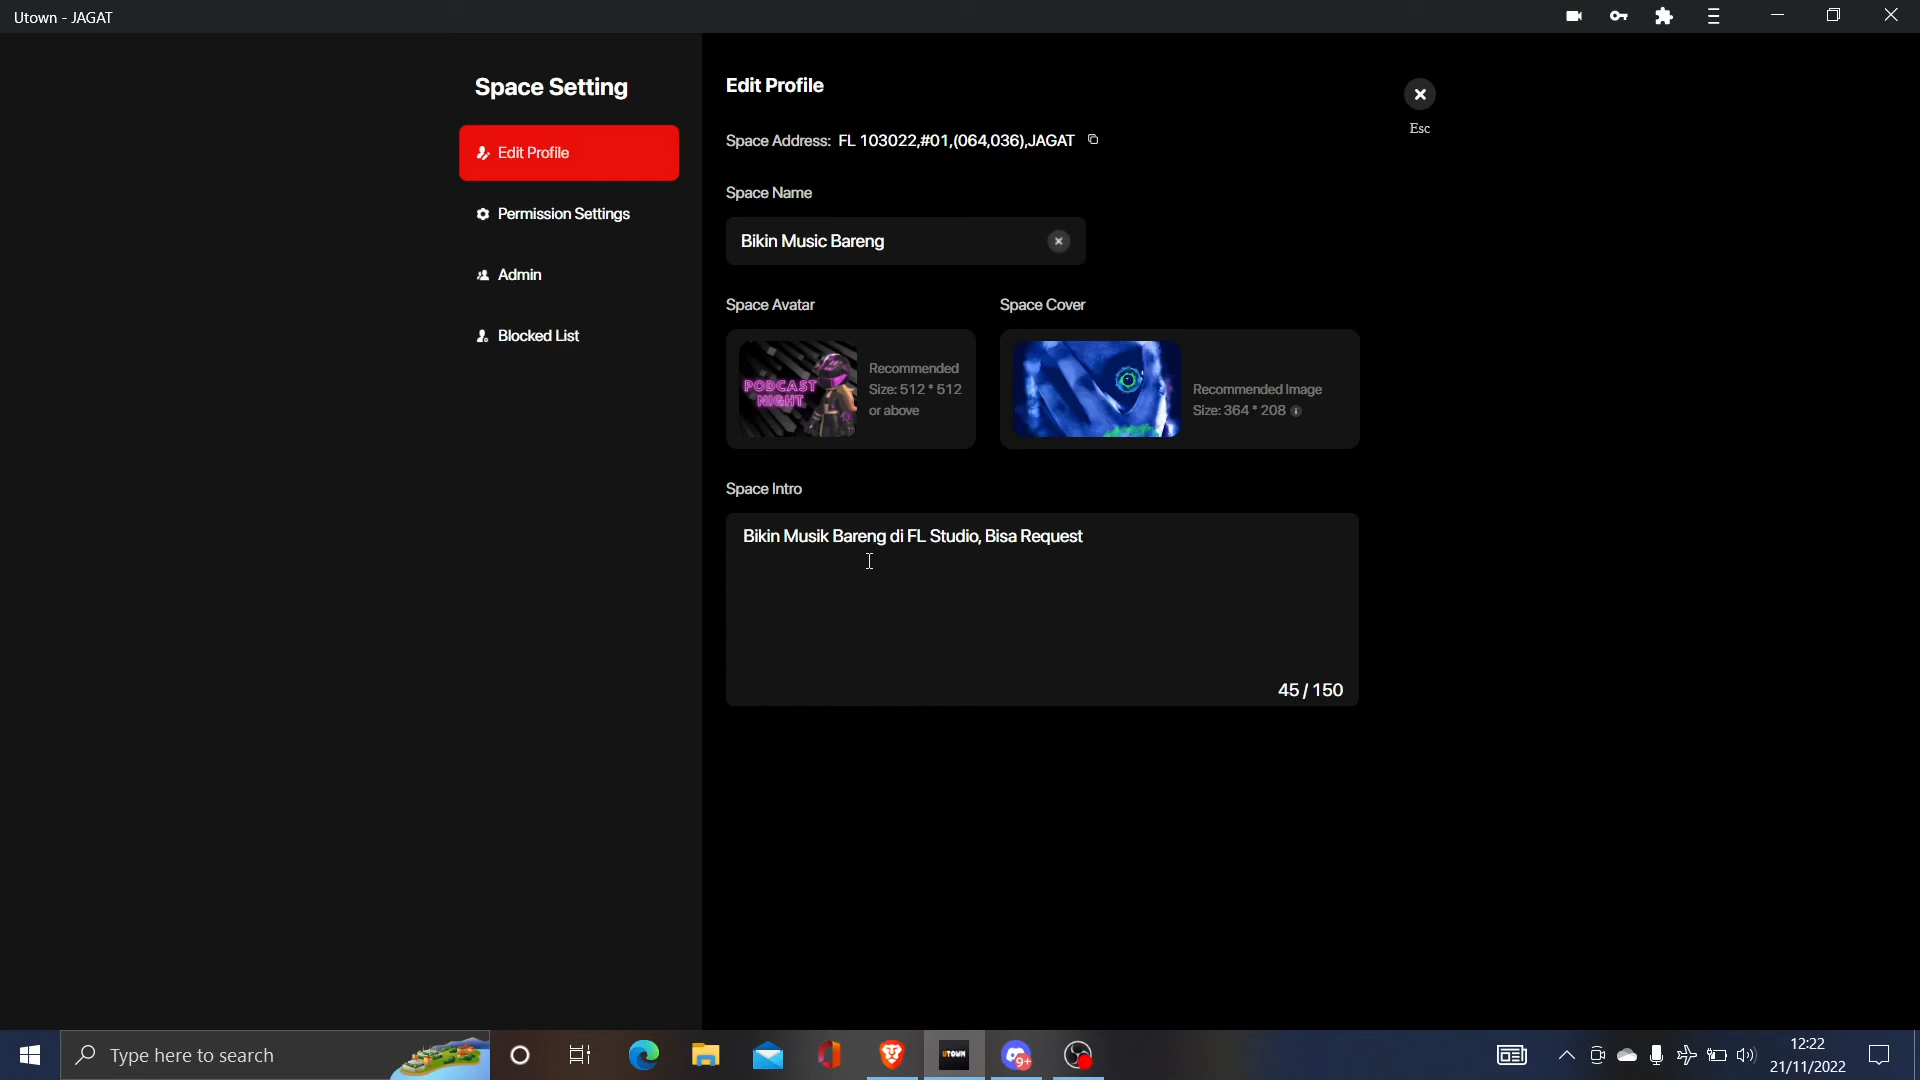 Utown - JAGAT
Space Setting
Edit Profile
Permission Settings
Admin
Blocked List
Edit Profile
Esc
Space Address: FL 103022,#01,(064,036),JAGAT
Space Name
Bikin Music Bareng
Space Avatar
Space Cover
PODCAST
NIGHT
Recommended
Size: 512 * 512
or above
Recommended Image
Size: 364 * 208
Space Intro
Bikin Musik Bareng di FL Studio, Bisa Request
45 / 150
Type here to search
UTOWN
9+
12:22
21/11/2022